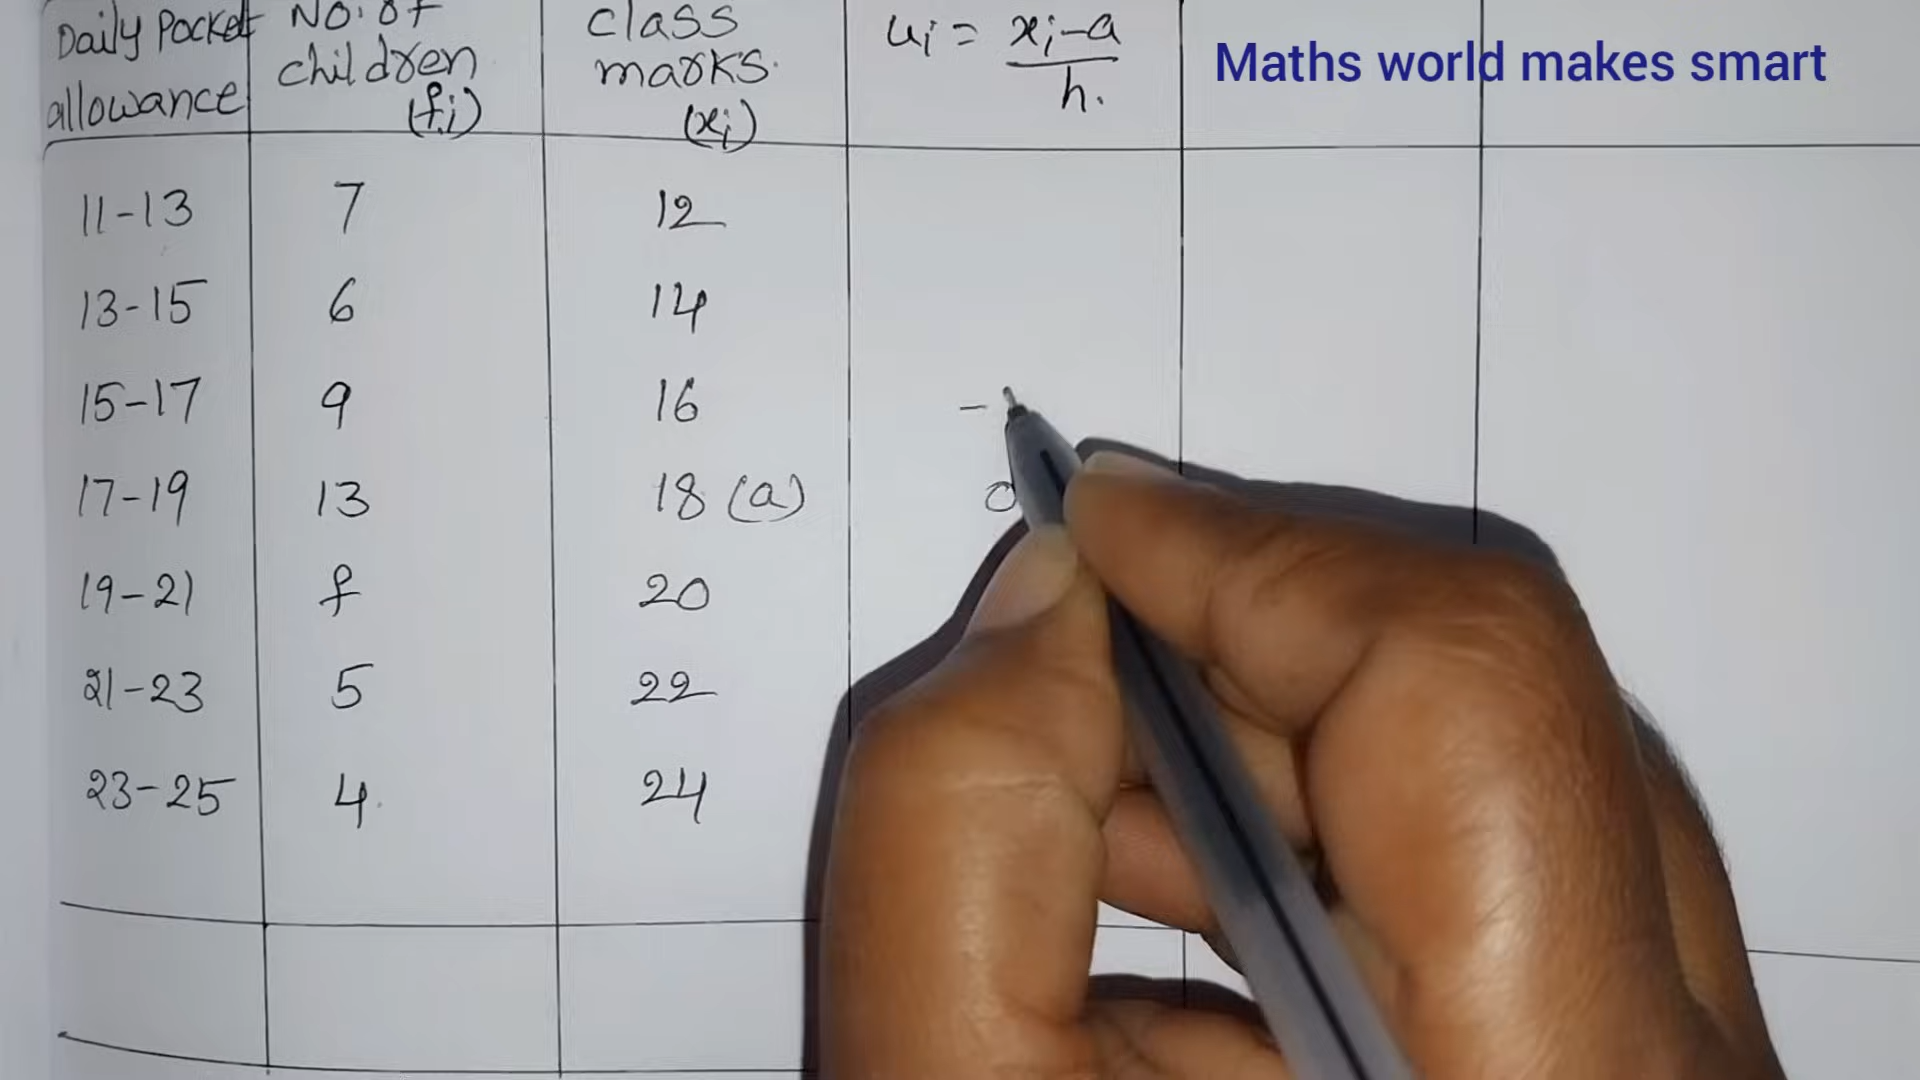 Daily Pocket allowance | No. of children (fi) | class marks. (xi) | ui = xi-a / h. | Maths world makes smart
11-13 | 7 | 12
13-15 | 6 | 14
15-17 | 9 | 16 | -
17-19 | 13 | 18 (a) | 0
19-21 | f | 20
21-23 | 5 | 22
23-25 | 4. | 24